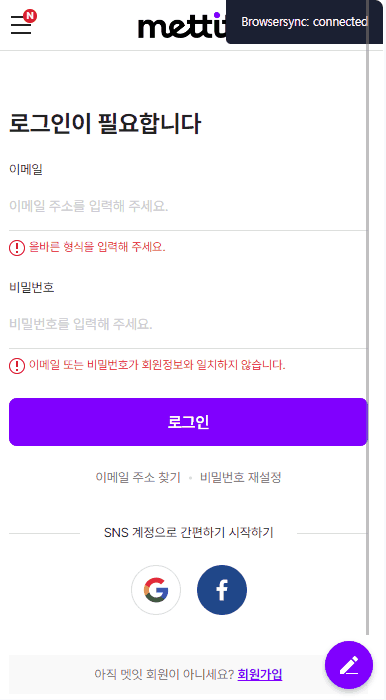 N
mettit
Browsersync: connected
로그인이 필요합니다
이메일
이메일 주소를 입력해 주세요.
올바른 형식을 입력해 주세요.
비밀번호
비밀번호를 입력해 주세요.
이메일 또는 비밀번호가 회원정보와 일치하지 않습니다.
로그인
이메일 주소 찾기 • 비밀번호 재설정
SNS 계정으로 간편하기 시작하기
G
f
아직 멧잇 회원이 아니세요? 회원가입